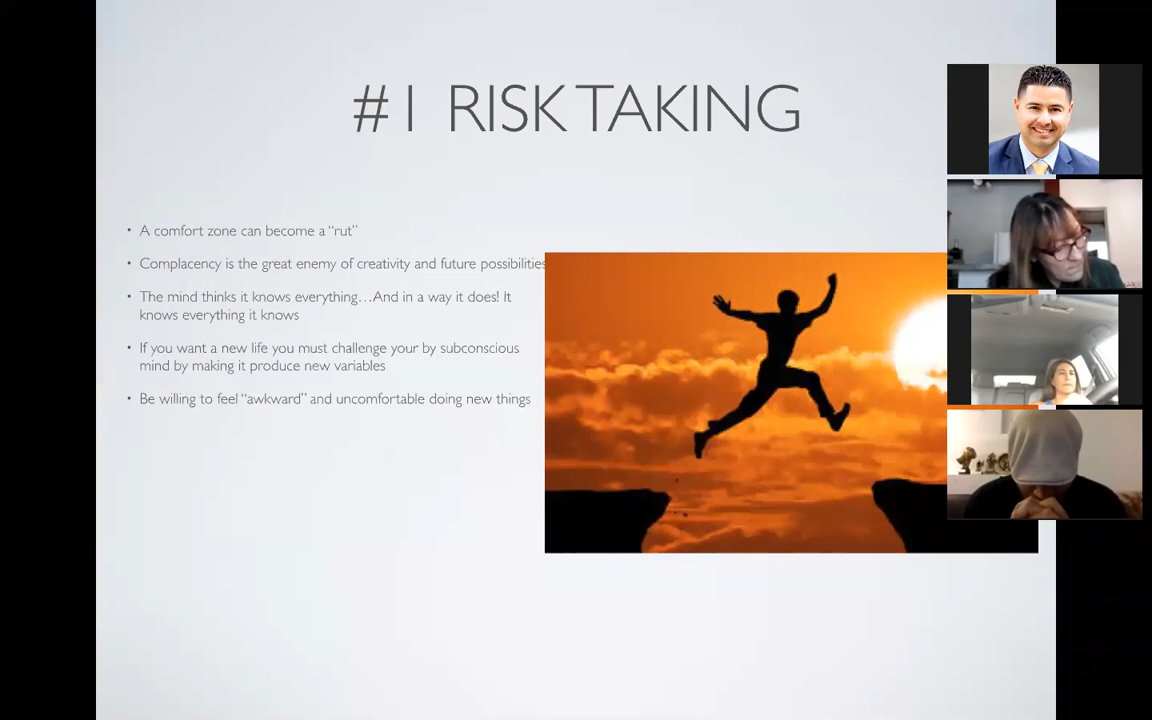 #1 RISK TAKING
• A comfort zone can become a “rut”
• Complacency is the great enemy of creativity and future possibilities
• The mind thinks it knows everything…And in a way it does! It
knows everything it knows
• If you want a new life you must challenge your by subconscious
mind by making it produce new variables
• Be willing to feel “awkward” and uncomfortable doing new things